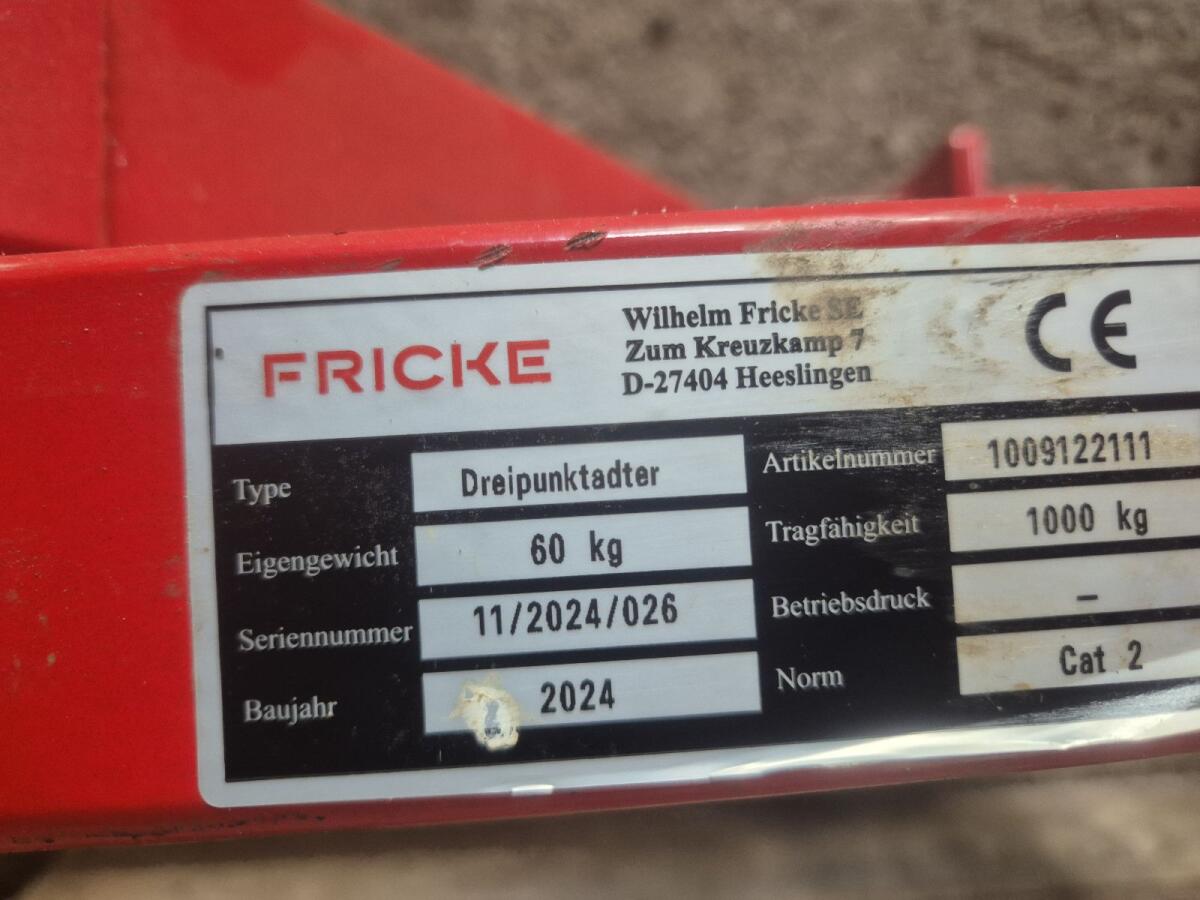 FRICKE
Wilhelm Fricke SE
Zum Kreuzkamp 7
D-27404 Heeslingen
CE
Type Dreipunktadter
Artikelnummer 1009122111
Eigengewicht 60 kg
Tragfähigkeit 1000 kg
Seriennummer 11/2024/026
Betriebsdruck –
Baujahr 2024
Norm Cat 2